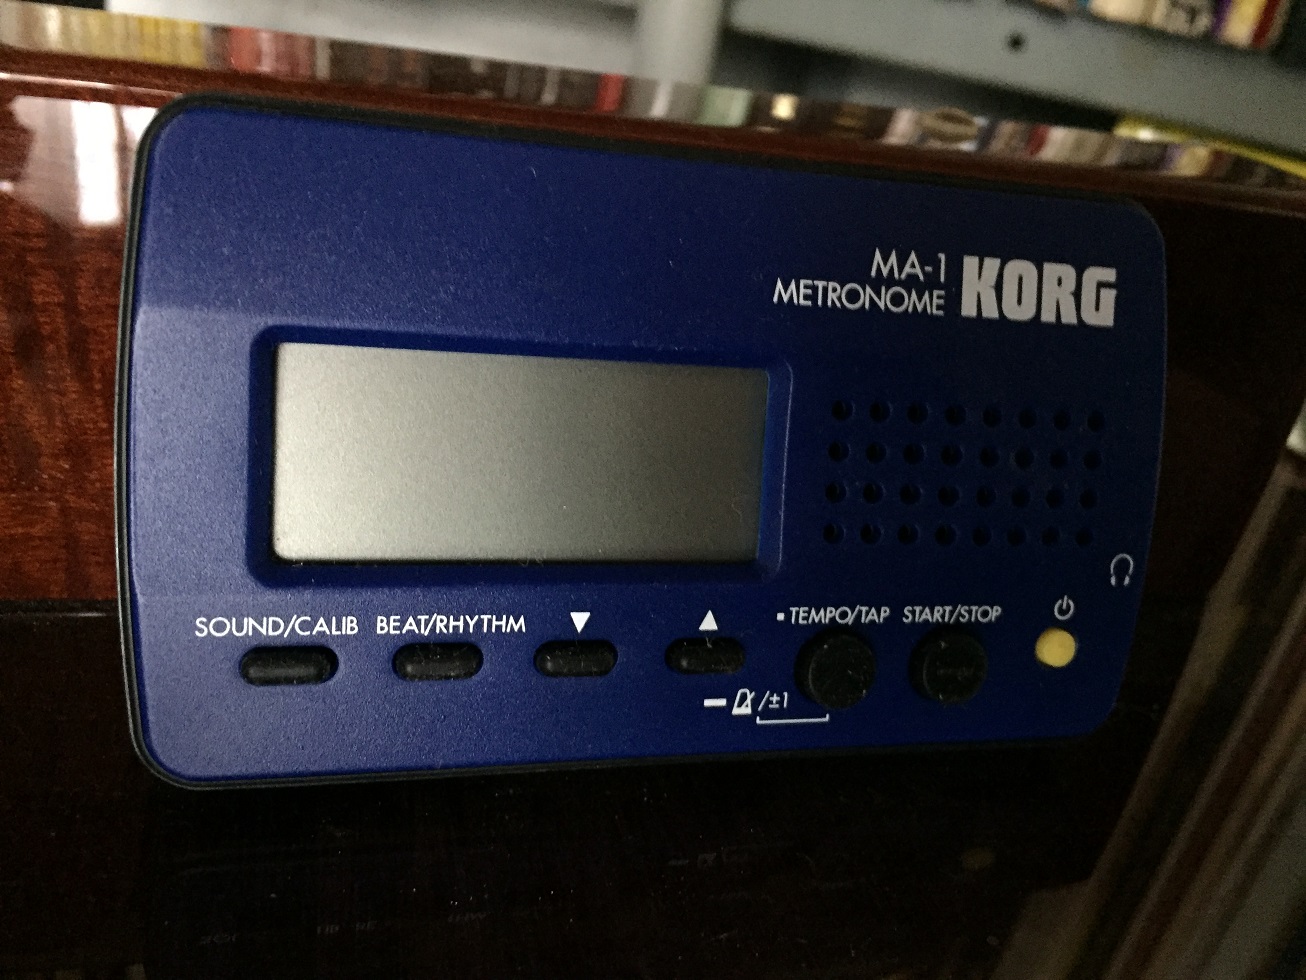 MA-1
METRONOME KORG
SOUND/CALIB BEAT/RHYTHM ▼ ▲ TEMPO/TAP START/STOP
/±1